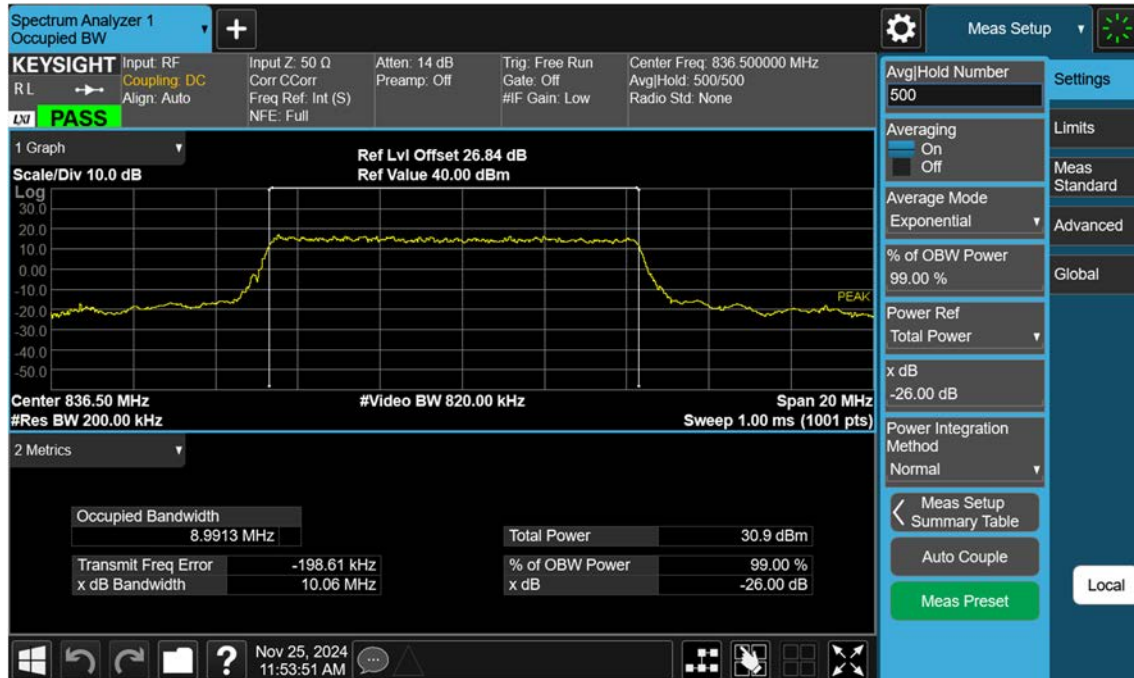 Spectrum Analyzer 1
Occupied BW
Meas Setup
KEYSIGHT
RL
LXI PASS
Input: RF
Coupling: DC
Align: Auto
Input Z: 50 Ω
Corr CCorr
Freq Ref: Int (S)
NFE: Full
Atten: 14 dB
Preamp: Off
Trig: Free Run
Gate: Off
#IF Gain: Low
Center Freq: 836.500000 MHz
Avg|Hold: 500/500
Radio Std: None
1 Graph
Scale/Div 10.0 dB
Ref Lvl Offset 26.84 dB
Ref Value 40.00 dBm
Log
30.0
20.0
10.0
0.00
-10.0
-20.0
-30.0
-40.0
-50.0
PEAK
Center 836.50 MHz
#Res BW 200.00 kHz
#Video BW 820.00 kHz
Span 20 MHz
Sweep 1.00 ms (1001 pts)
2 Metrics
Occupied Bandwidth
8.9913 MHz
Transmit Freq Error -198.61 kHz
x dB Bandwidth 10.06 MHz
Total Power 30.9 dBm
% of OBW Power 99.00 %
x dB -26.00 dB
Avg|Hold Number
500
Averaging
On
Off
Average Mode
Exponential
% of OBW Power
99.00 %
Power Ref
Total Power
x dB
-26.00 dB
Power Integration
Method
Normal
Meas Setup
Summary Table
Auto Couple
Meas Preset
Settings
Limits
Meas
Standard
Advanced
Global
Local
Nov 25, 2024
11:53:51 AM